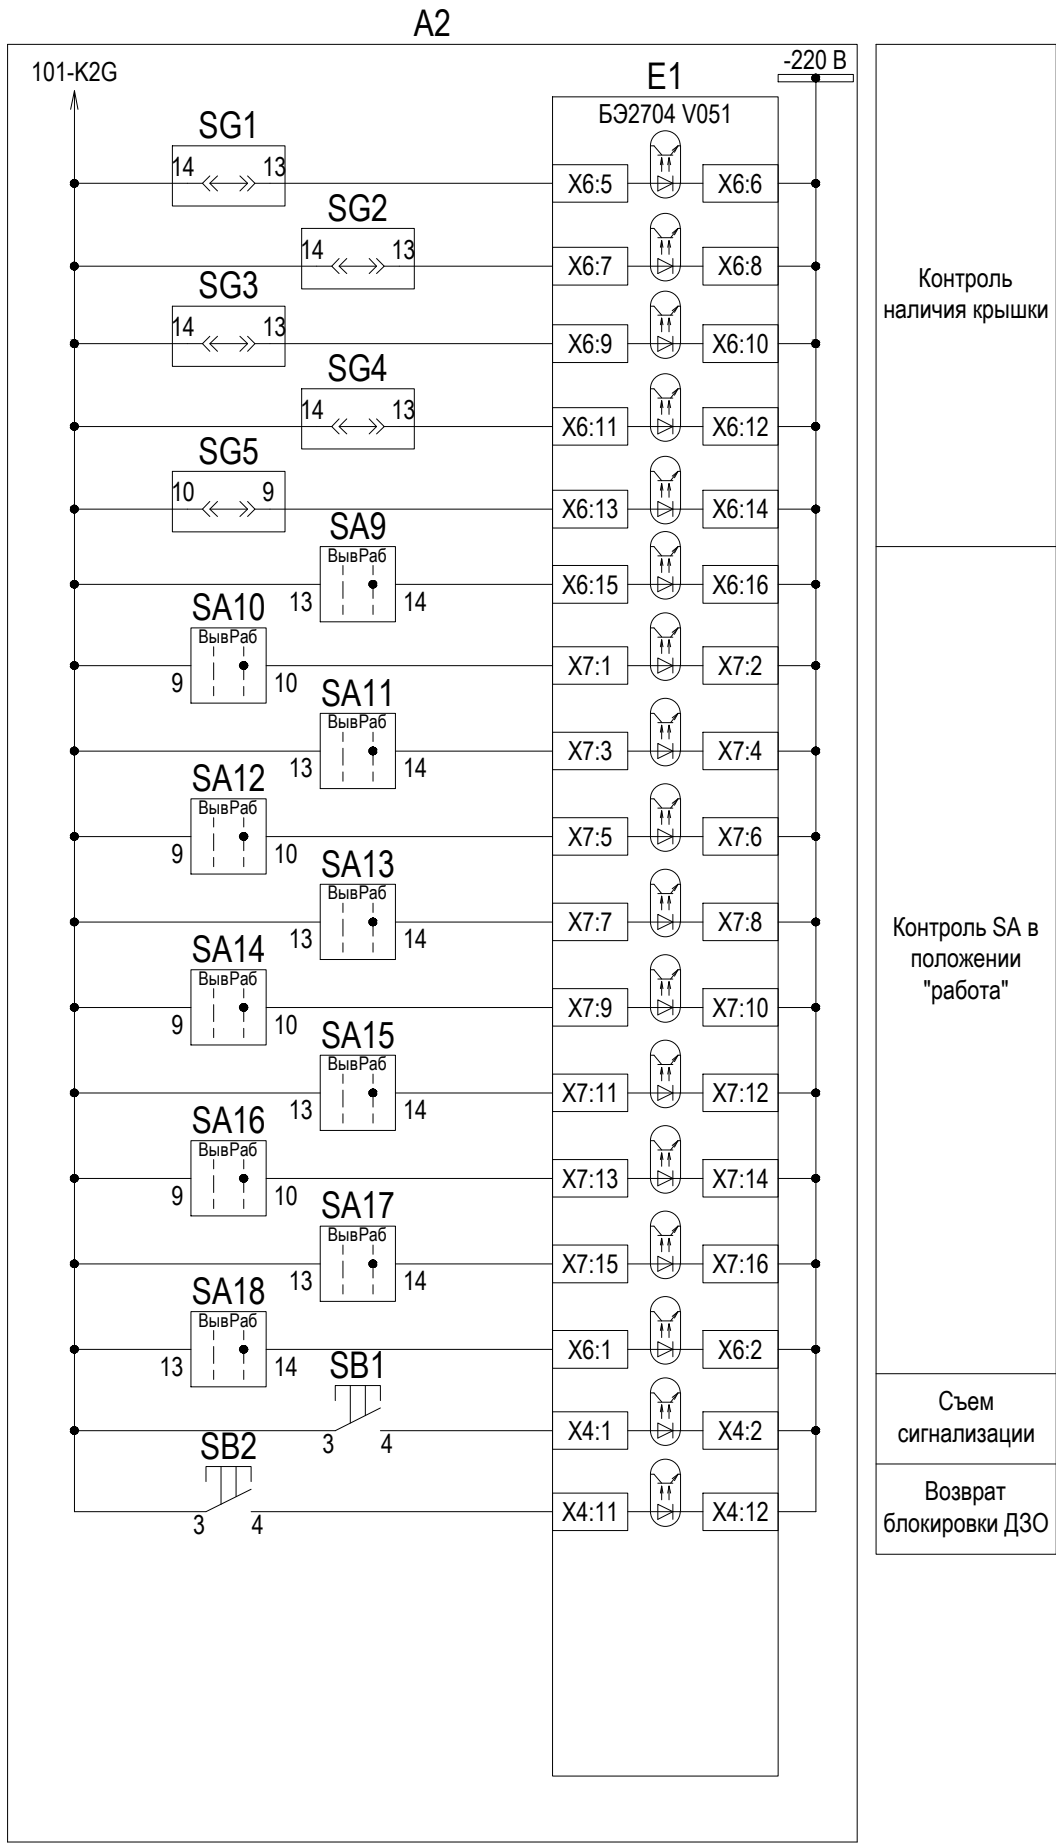 A2
101-K2G
-220 В
E1
БЭ2704 V051
SG1
14 13
X6:5 X6:6
SG2
14 13
X6:7 X6:8
SG3
14 13
X6:9 X6:10
SG4
14 13
X6:11 X6:12
SG5
10 9
X6:13 X6:14
Контроль
наличия крышки
SA9
ВывРаб
13 14
X6:15 X6:16
SA10
ВывРаб
9 10
X7:1 X7:2
SA11
ВывРаб
13 14
X7:3 X7:4
SA12
ВывРаб
9 10
X7:5 X7:6
SA13
ВывРаб
13 14
X7:7 X7:8
SA14
ВывРаб
9 10
X7:9 X7:10
SA15
ВывРаб
13 14
X7:11 X7:12
SA16
ВывРаб
9 10
X7:13 X7:14
SA17
ВывРаб
13 14
X7:15 X7:16
SA18
ВывРаб
13 14
X6:1 X6:2
Контроль SA в
положении
"работа"
SB1
3 4
X4:1 X4:2
Съем
сигнализации
SB2
3 4
X4:11 X4:12
Возврат
блокировки ДЗО